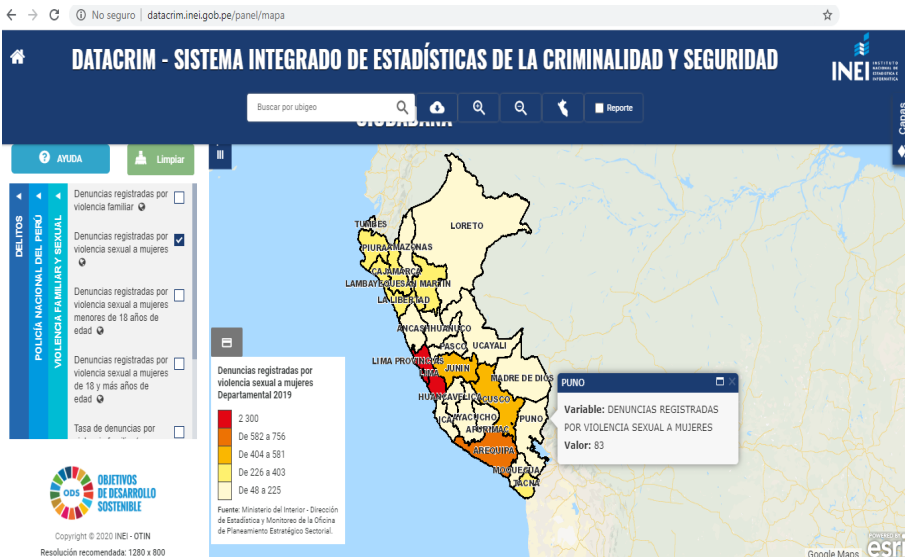 No seguro | datacrim.inei.gob.pe/panel/mapa
DATACRIM - SISTEMA INTEGRADO DE ESTADÍSTICAS DE LA CRIMINALIDAD Y SEGURIDAD
CIUDADANA
INEI
INSTITUTO
NACIONAL DE
ESTADÍSTICA E
INFORMÁTICA
Buscar por ubigeo
Reporte
Capas
AYUDA
Limpiar
DELITOS
POLICÍA NACIONAL DEL PERÚ
VIOLENCIA FAMILIAR Y SEXUAL
Denuncias registradas por
violencia familiar
Denuncias registradas por
violencia sexual a mujeres
Denuncias registradas por
violencia sexual a mujeres
menores de 18 años de
edad
Denuncias registradas por
violencia sexual a mujeres
de 18 y más años de
edad
Tasa de denuncias por
ODS
OBJETIVOS
DE DESARROLLO
SOSTENIBLE
Copyright © 2020 INEI - OTIN
Resolución recomendada: 1280 x 800
Denuncias registradas por
violencia sexual a mujeres
Departamental 2019
2 300
De 582 a 756
De 404 a 581
De 226 a 403
De 48 a 225
Fuente: Ministerio del Interior - Dirección
de Estadística y Monitoreo de la Oficina
de Planeamiento Estratégico Sectorial.
TUMBES
LORETO
PIURA
AMAZONAS
CAJAMARCA
LAMBAYEQUE
SAN MARTIN
LA LIBERTAD
ANCASH
HUANUCO
PASCO
UCAYALI
LIMA PROVINCIAS
LIMA
JUNIN
MADRE DE DIOS
HUANCAVELICA
CUSCO
ICA
AYACUCHO
APURIMAC
PUNO
AREQUIPA
MOQUEGUA
TACNA
PUNO
Variable: DENUNCIAS REGISTRADAS
POR VIOLENCIA SEXUAL A MUJERES
Valor: 83
Google Maps
POWERED BY
esri